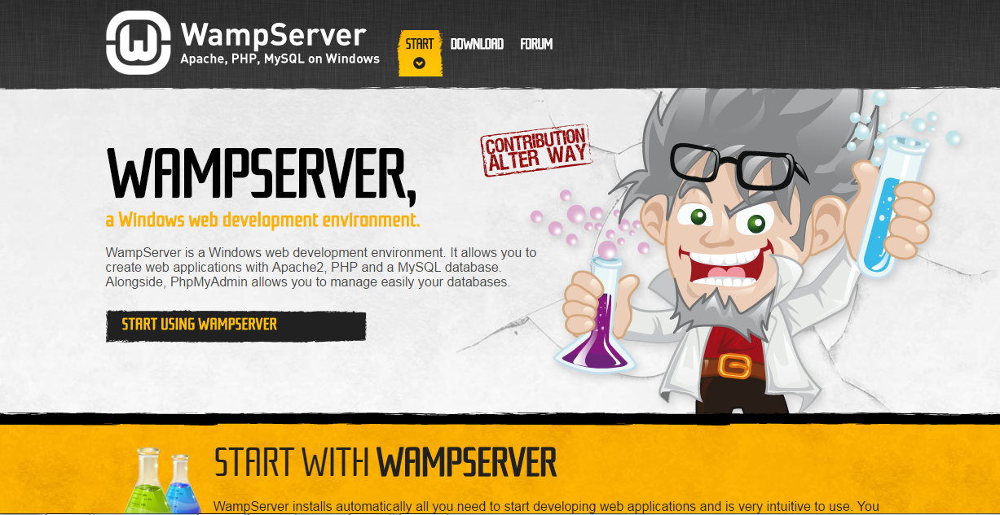 WampServer
Apache, PHP, MySQL on Windows
START
DOWNLOAD
FORUM
CONTRIBUTION
ALTER WAY
WAMPSERVER,
a Windows web development environment.
WampServer is a Windows web development environment. It allows you to
create web applications with Apache2, PHP and a MySQL database.
Alongside, PhpMyAdmin allows you to manage easily your databases.
START USING WAMPSERVER
START WITH WAMPSERVER
WampServer installs automatically all you need to start developing web applications and is very intuitive to use. You